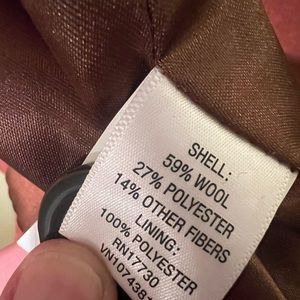 SHELL:
59% WOOL
27% POLYESTER
14% OTHER FIBERS
LINING:
100% POLYESTER
RN17730